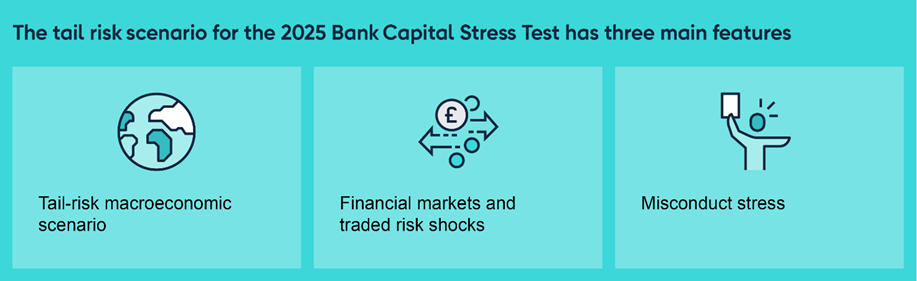 The tail risk scenario for the 2025 Bank Capital Stress Test has three main features
£
Tail-risk macroeconomic
scenario
Financial markets and
traded risk shocks
Misconduct stress